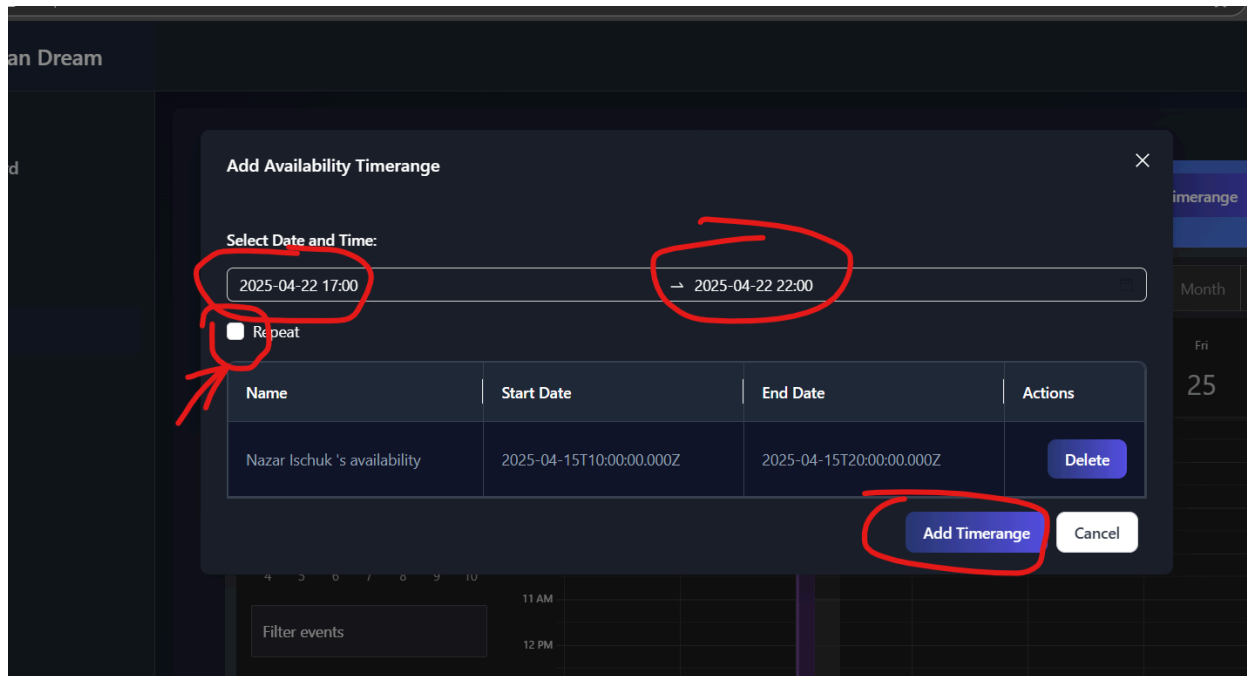 an Dream
rd
Add Availability Timerange
imerange
Select Date and Time:
2025-04-22 17:00 → 2025-04-22 22:00
Month
Repeat
Fri
25
Name Start Date End Date Actions
Nazar Ischuk 's availability 2025-04-15T10:00:00.000Z 2025-04-15T20:00:00.000Z Delete
Add Timerange Cancel
4 5 6 7 8 9 10
11 AM
Filter events
12 PM